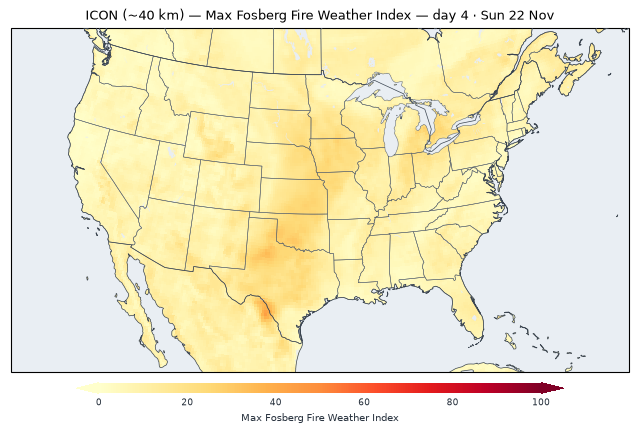 ICON (~40 km) — Max Fosberg Fire Weather Index — day 4 · Sun 22 Nov
0 20 40 60 80 100
Max Fosberg Fire Weather Index